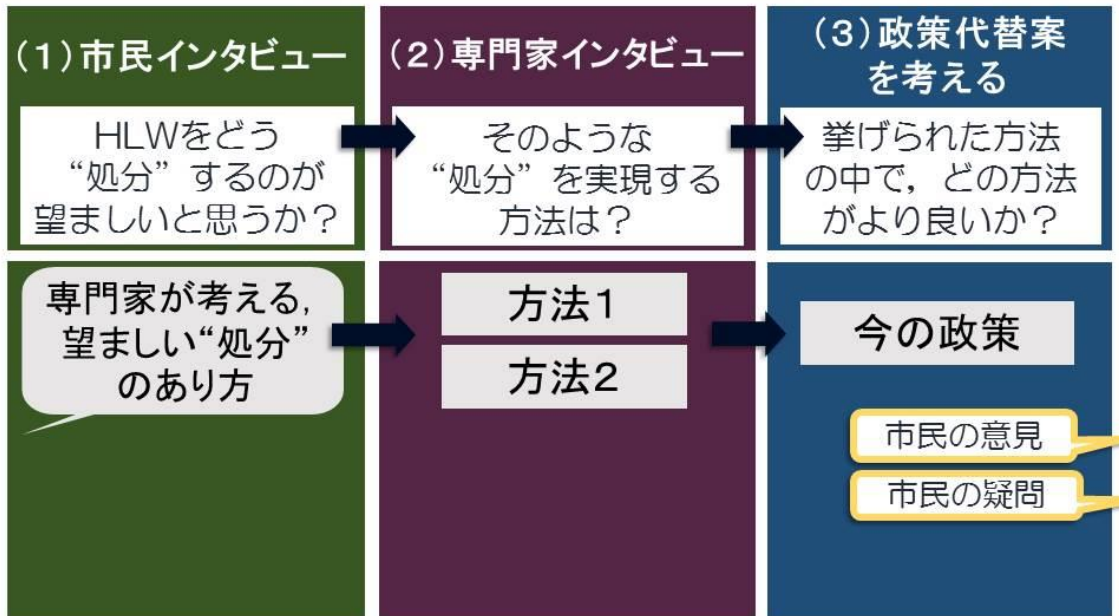 （1）市民インタビュー
HLWをどう
“処分”するのが
望ましいと思うか？
（2）専門家インタビュー
そのような
“処分”を実現する
方法は？
（3）政策代替案
を考える
挙げられた方法
の中で，どの方法
がより良いか？
専門家が考える，
望ましい“処分”
のあり方
方法１
方法２
今の政策
市民の意見
市民の疑問